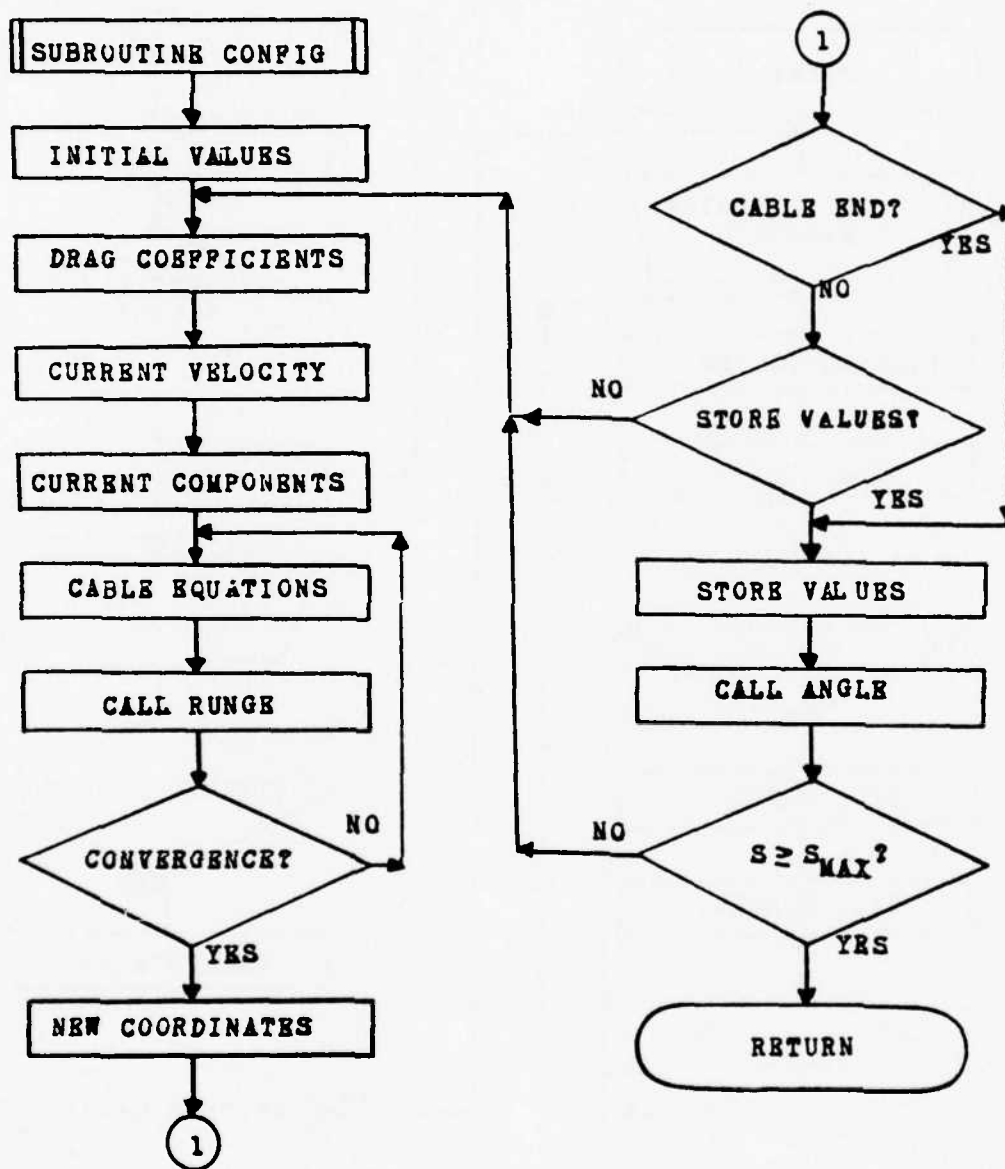 SUBROUTINE CONFIG
INITIAL VALUES
DRAG COEFFICIENTS
CURRENT VELOCITY
CURRENT COMPONENTS
CABLE EQUATIONS
CALL RUNGE
CONVERGENCE?
NO
YES
NEW COORDINATES
1
1
CABLE END?
YES
NO
STORE VALUES?
NO
YES
STORE VALUES
CALL ANGLE
S ≥ SMAX?
NO
YES
RETURN